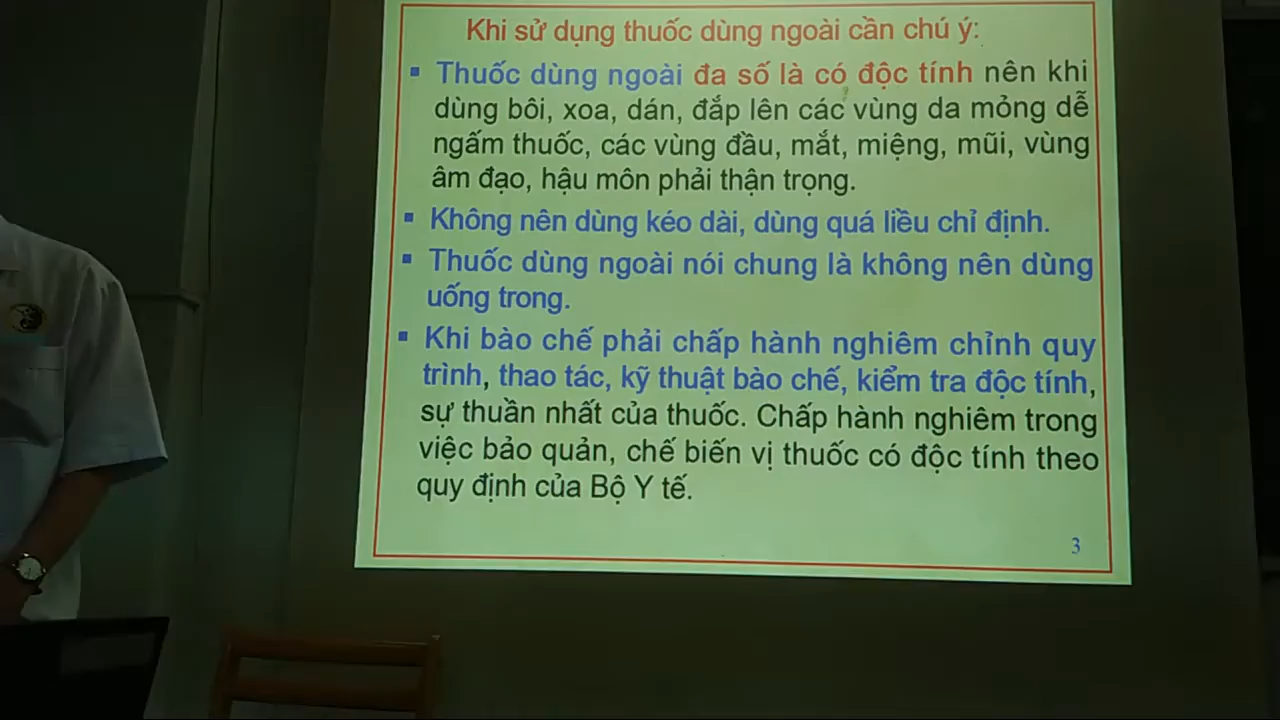 Khi sử dụng thuốc dùng ngoài cần chú ý:
▪ Thuốc dùng ngoài đa số là có độc tính nên khi
dùng bôi, xoa, dán, đắp lên các vùng da mỏng dễ
ngấm thuốc, các vùng đầu, mắt, miệng, mũi, vùng
âm đạo, hậu môn phải thận trọng.
▪ Không nên dùng kéo dài, dùng quá liều chỉ định.
▪ Thuốc dùng ngoài nói chung là không nên dùng
uống trong.
▪ Khi bào chế phải chấp hành nghiêm chỉnh quy
trình, thao tác, kỹ thuật bào chế, kiểm tra độc tính,
sự thuần nhất của thuốc. Chấp hành nghiêm trong
việc bảo quản, chế biến vị thuốc có độc tính theo
quy định của Bộ Y tế.
3